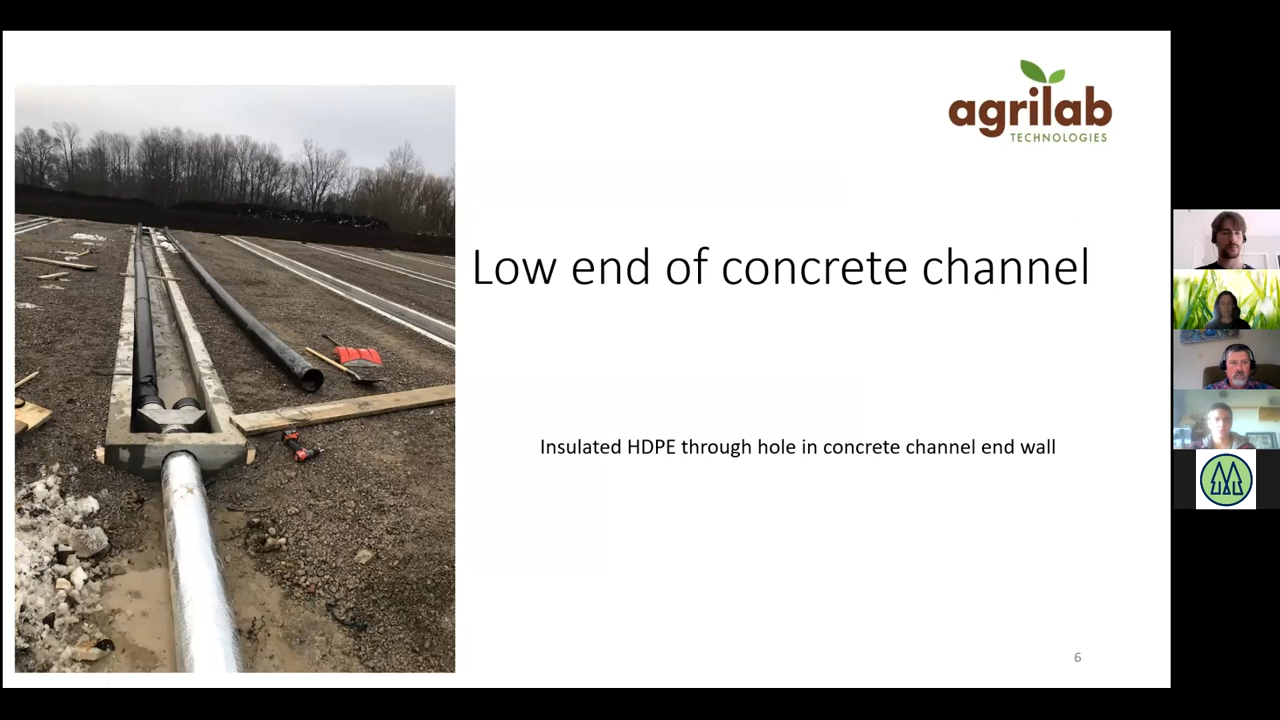 agrilab
TECHNOLOGIES
Low end of concrete channel
Insulated HDPE through hole in concrete channel end wall
6